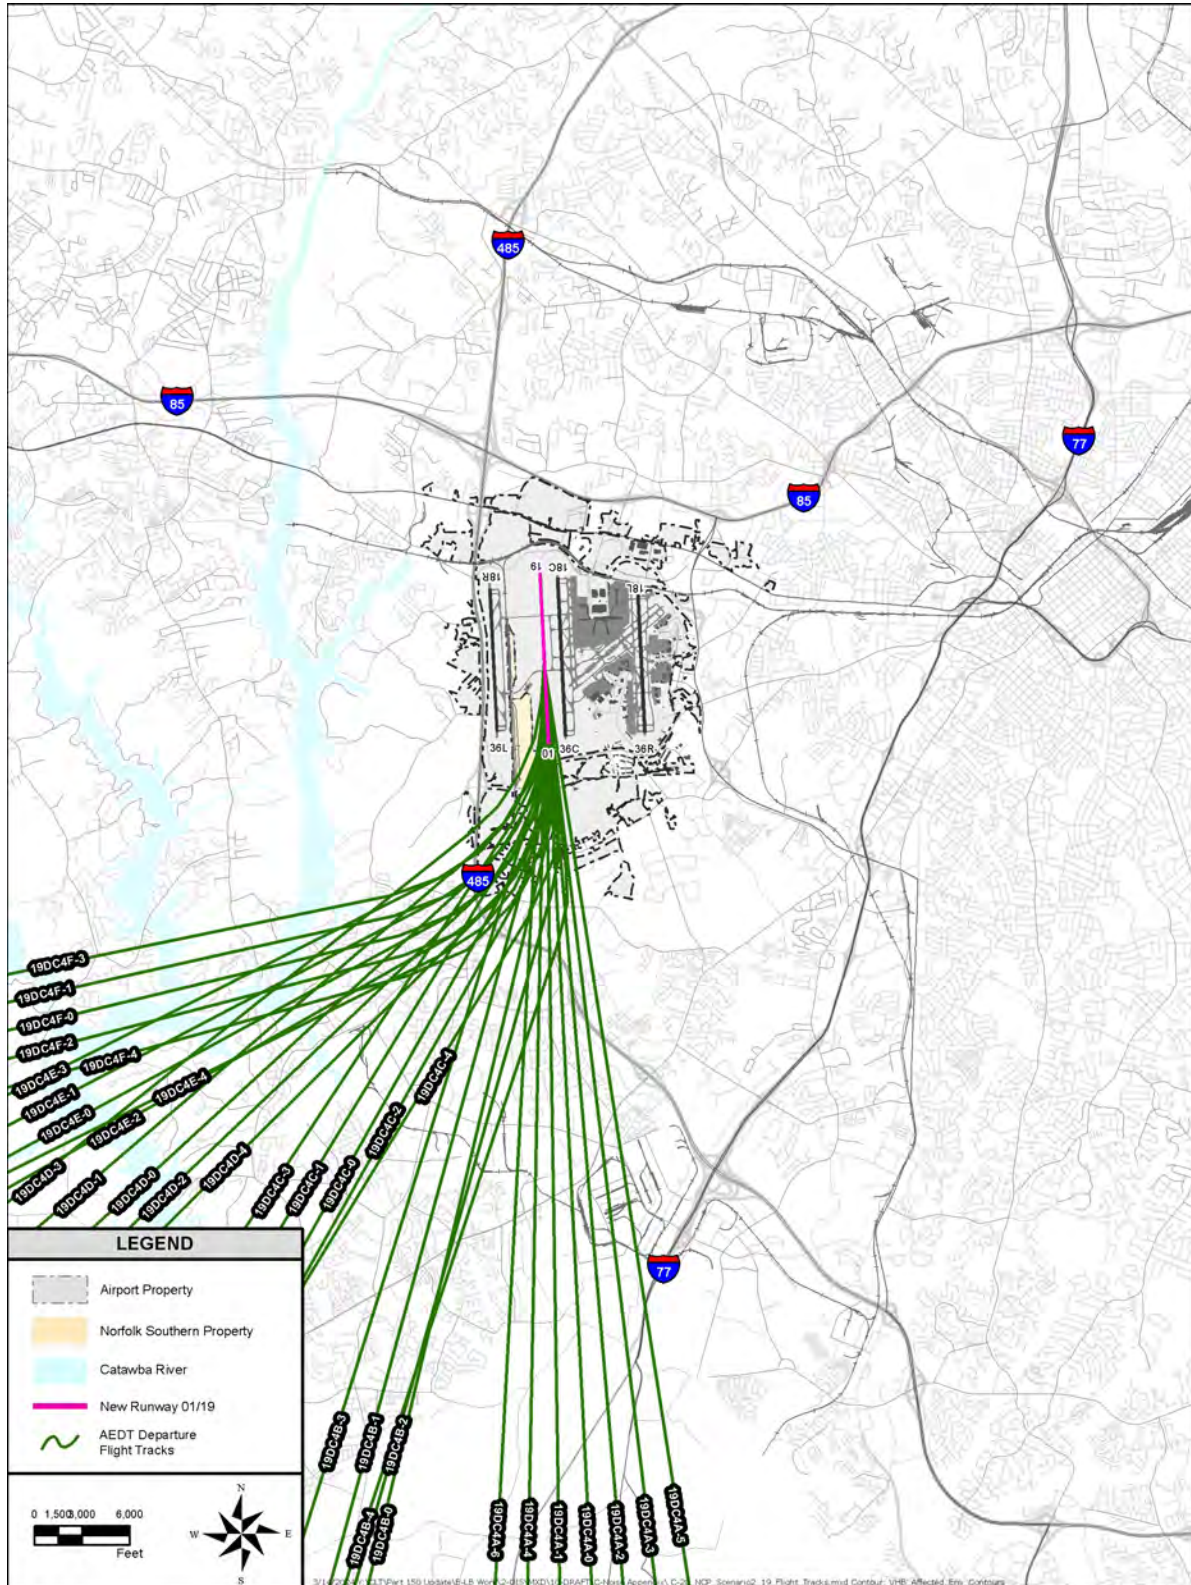 485
85
77
85
18R
19
18C
18L
36L
01
36C
36R
485
19DC4F-3
19DC4F-1
19DC4F-0
19DC4F-2
19DC4E-3
19DC4F-4
19DC4E-1
19DC4E-4
19DC4E-0
19DC4E-2
19DC4C-4
19DC4C-2
19DC4D-3
19DC4D-1
19DC4D-0
19DC4D-2
19DC4D-4
19DC4C-3
19DC4C-1
19DC4C-0
77
LEGEND
Airport Property
Norfolk Southern Property
Catawba River
New Runway 01/19
AEDT Departure
Flight Tracks
19DC4B-3
19DC4B-1
19DC4B-2
19DC4B-4
19DC4B-0
19DC4A-6
19DC4A-4
19DC4A-1
19DC4A-0
19DC4A-2
19DC4A-3
19DC4A-5
0 1,500 3,000 6,000
Feet
N
W E
S